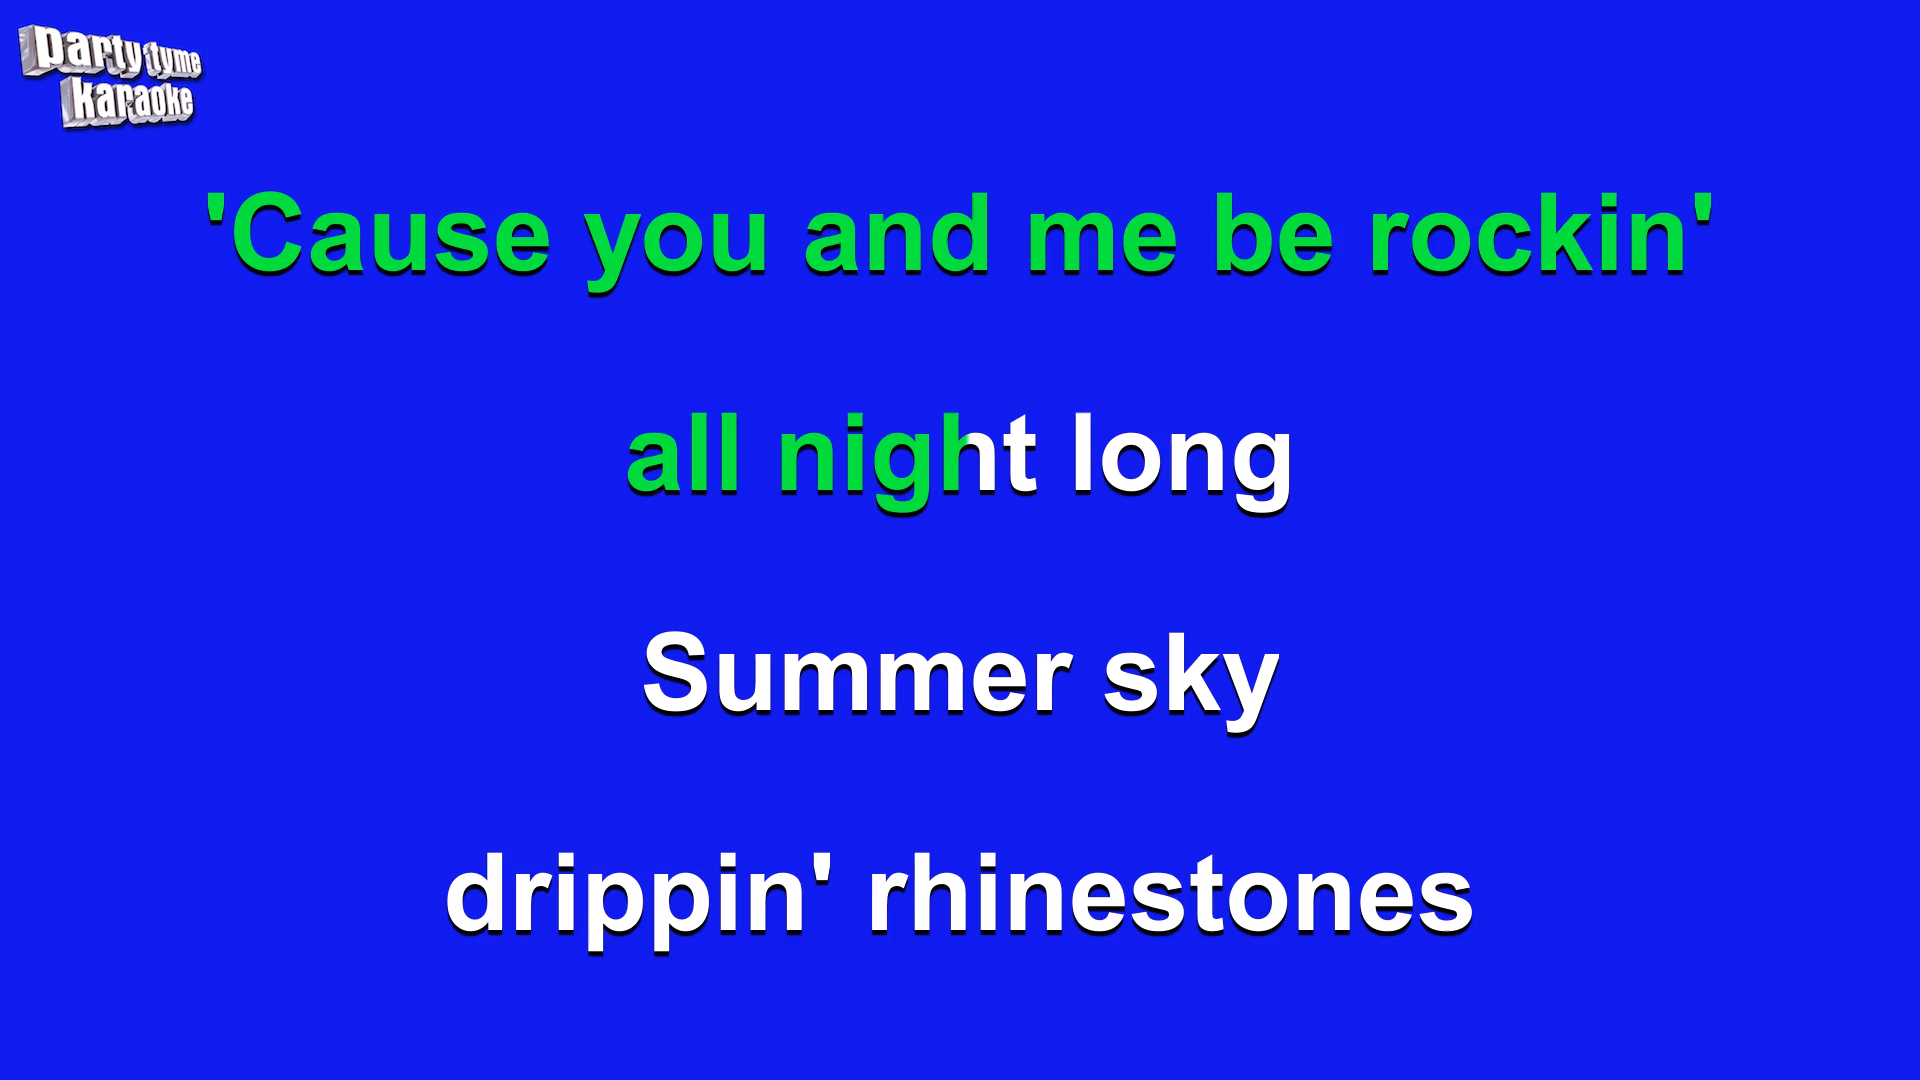 party tyme
karaoke
'Cause you and me be rockin'
all night long
Summer sky
drippin' rhinestones